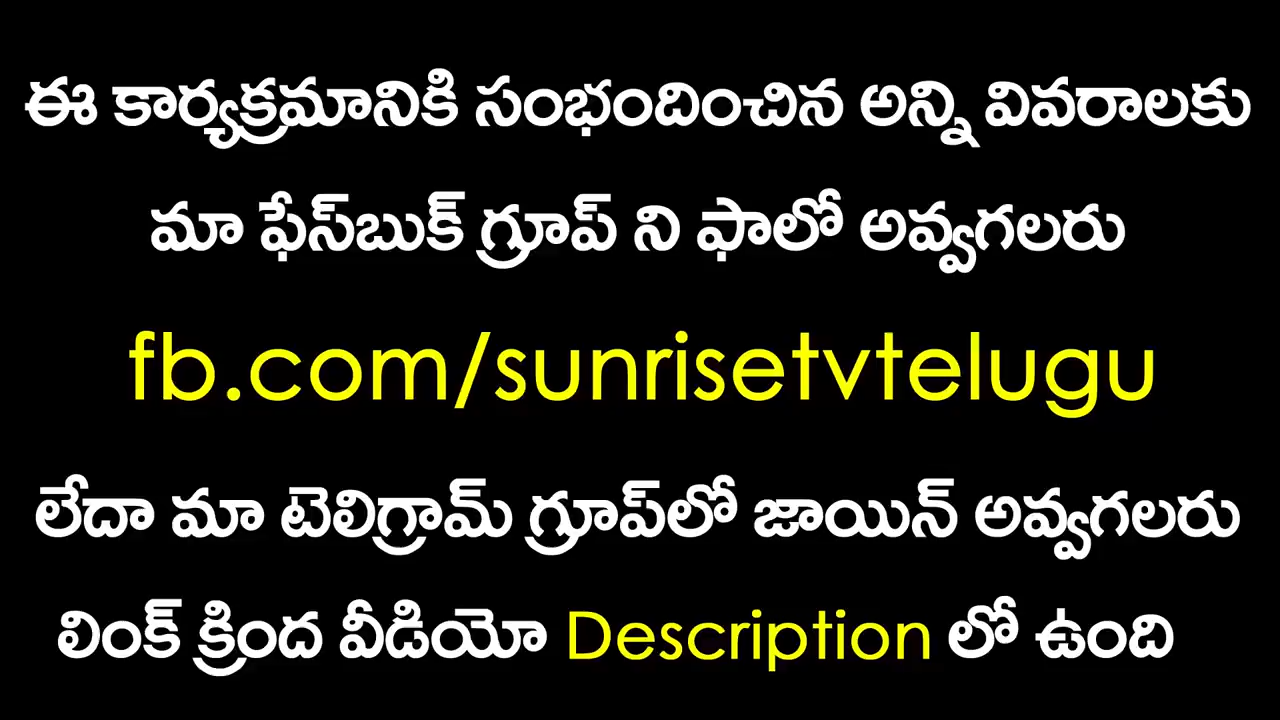 ఈ కార్యక్రమానికి సంభందించిన అన్ని వివరాలకు
మా ఫేస్‌బుక్ గ్రూప్ ని ఫాలో అవ్వగలరు
fb.com/sunrisetvtelugu
లేదా మా టెలిగ్రామ్ గ్రూప్‌లో జాయిన్ అవ్వగలరు
లింక్ క్రింద వీడియో Description లో ఉంది